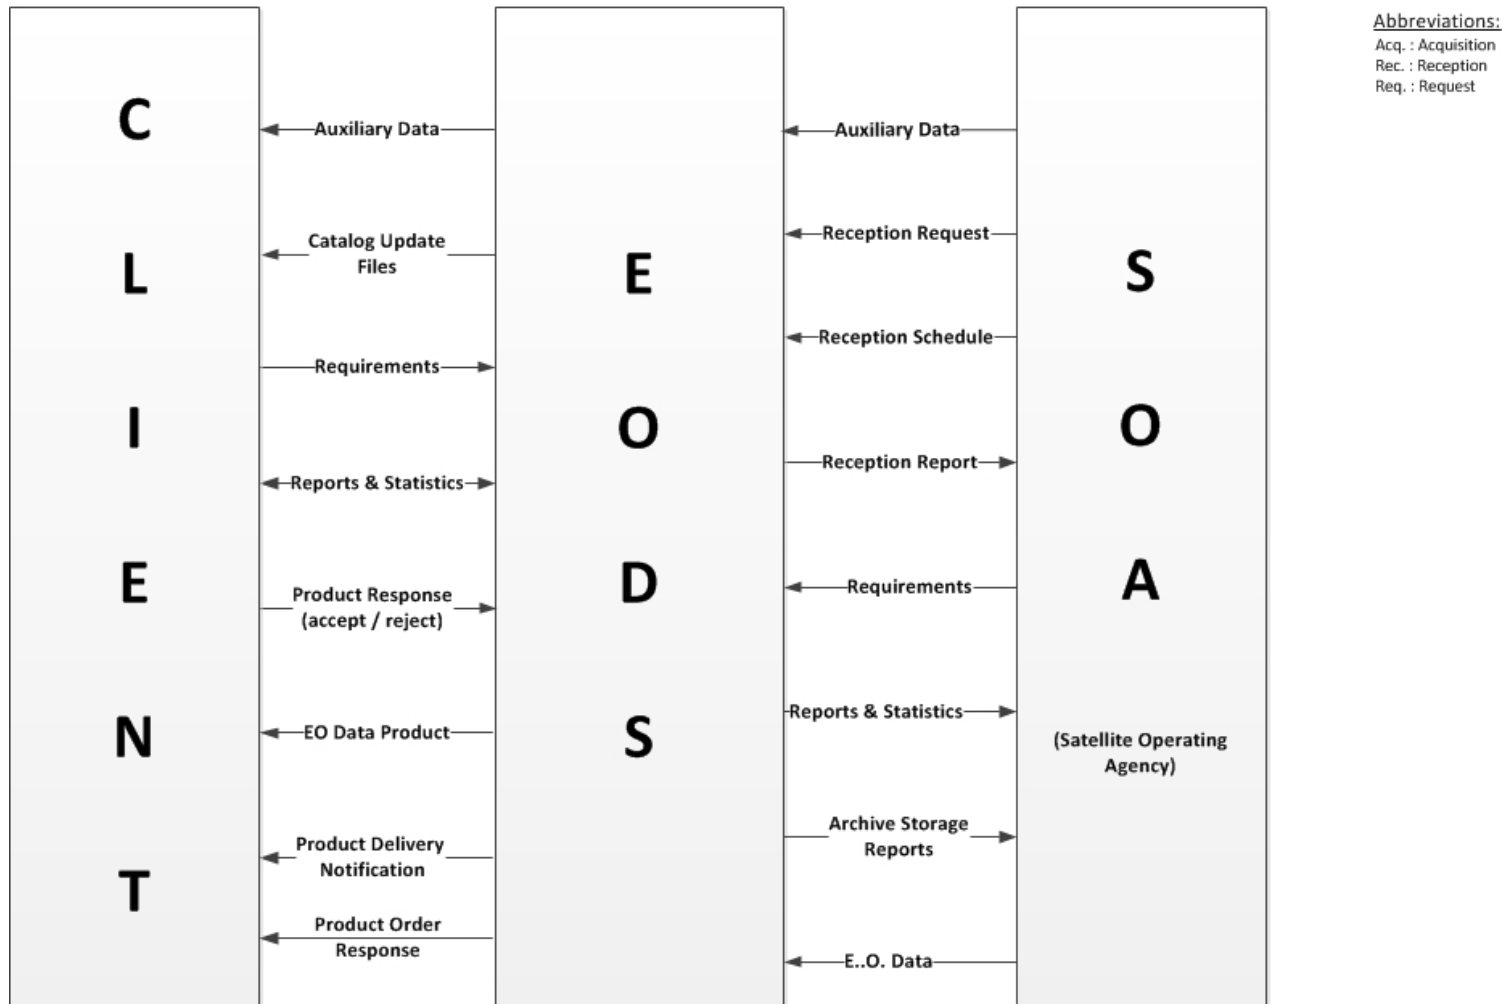 Abbreviations:
Acq. : Acquisition
Rec. : Reception
Req. : Request
C
L
I
E
N
T
Auxiliary Data
Catalog Update
Files
Requirements
Reports & Statistics
Product Response
(accept / reject)
EO Data Product
Product Delivery
Notification
Product Order
Response
E
O
D
S
Auxiliary Data
Reception Request
Reception Schedule
Reception Report
Requirements
Reports & Statistics
Archive Storage
Reports
E..O. Data
S
O
A
(Satellite Operating
Agency)